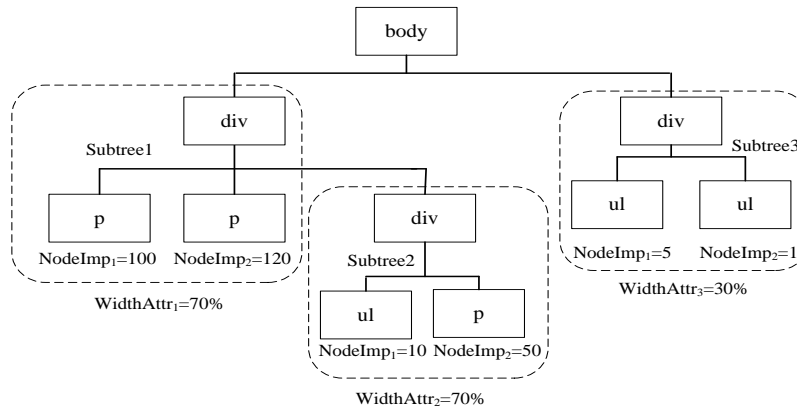 body
div
div
Subtree1
Subtree3
p
p
div
ul
ul
NodeImp₁=100
NodeImp₂=120
NodeImp₁=5
NodeImp₂=1
Subtree2
WidthAttr₁=70%
WidthAttr₃=30%
ul
p
NodeImp₁=10
NodeImp₂=50
WidthAttr₂=70%